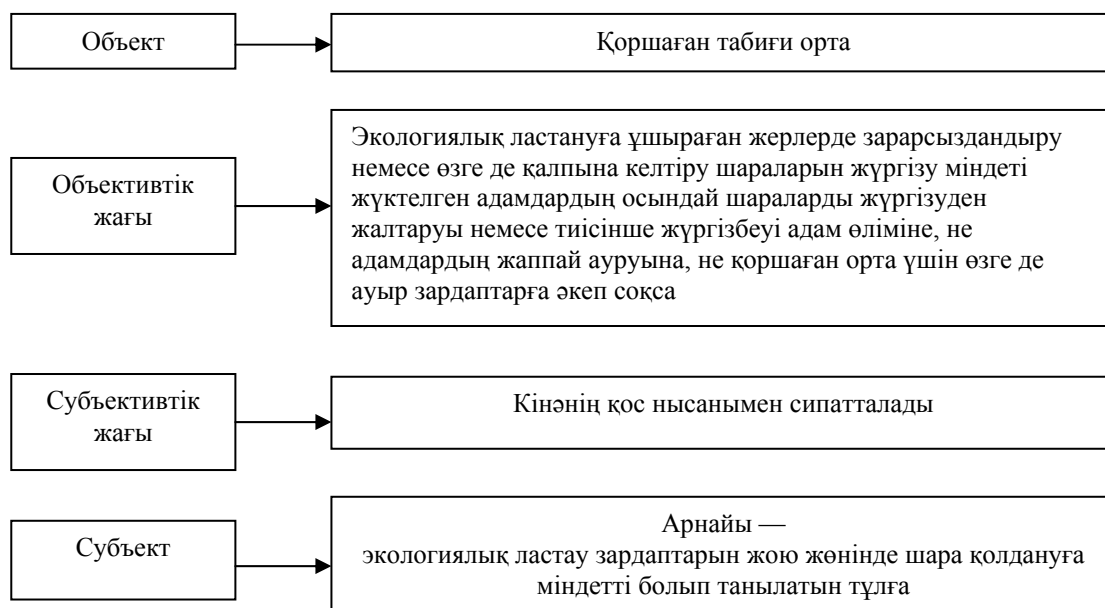 Объект
Қоршаған табиғи орта
Объективтік
жағы
Экологиялық ластануға ұшыраған жерлерде зарарсыздандыру
немесе өзге де қалпына келтіру шараларын жүргізу міндеті
жүктелген адамдардың осындай шараларды жүргізуден
жалтаруы немесе тиісінше жүргізбеуі адам өліміне, не
адамдардың жаппай ауруына, не қоршаған орта үшін өзге де
ауыр зардаптарға әкеп соқса
Субъективтік
жағы
Кінәнің қос нысанымен сипатталады
Субъект
Арнайы —
экологиялық ластау зардаптарын жою жөнінде шара қолдануға
міндетті болып танылатын тұлға